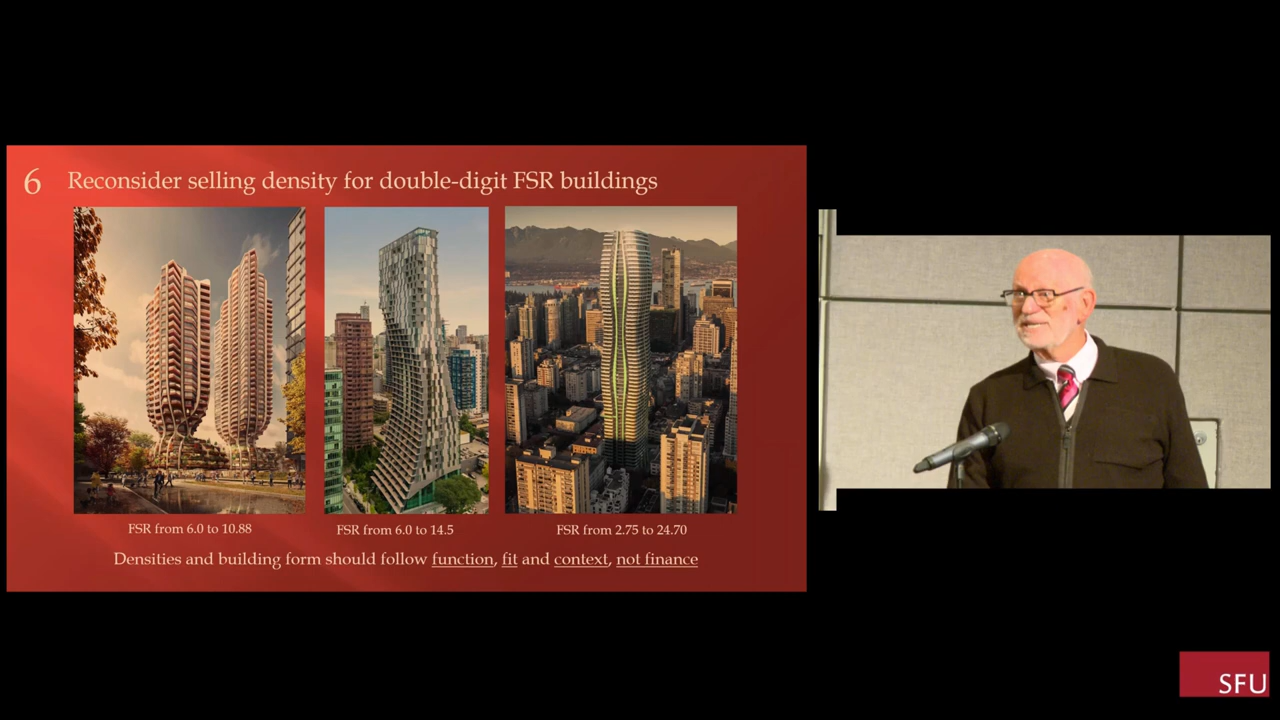 6 Reconsider selling density for double-digit FSR buildings
FSR from 6.0 to 10.88
FSR from 6.0 to 14.5
FSR from 2.75 to 24.70
Densities and building form should follow function, fit and context, not finance
SFU